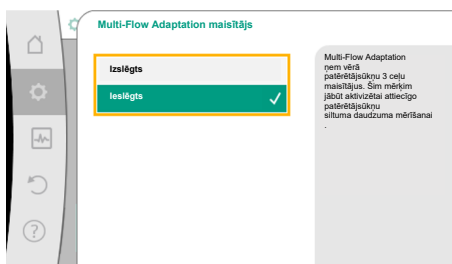 Multi-Flow Adaptation maisītājs
Izslēgts
Ieslēgts
Multi-Flow Adaptation
ņem vērā
patērētājsūkņu 3 ceļu
maisītājus. Šim mērķim
jābūt aktivizētai attiecīgo
patērētājsūkņu
siltuma daudzuma mērīšanai
.